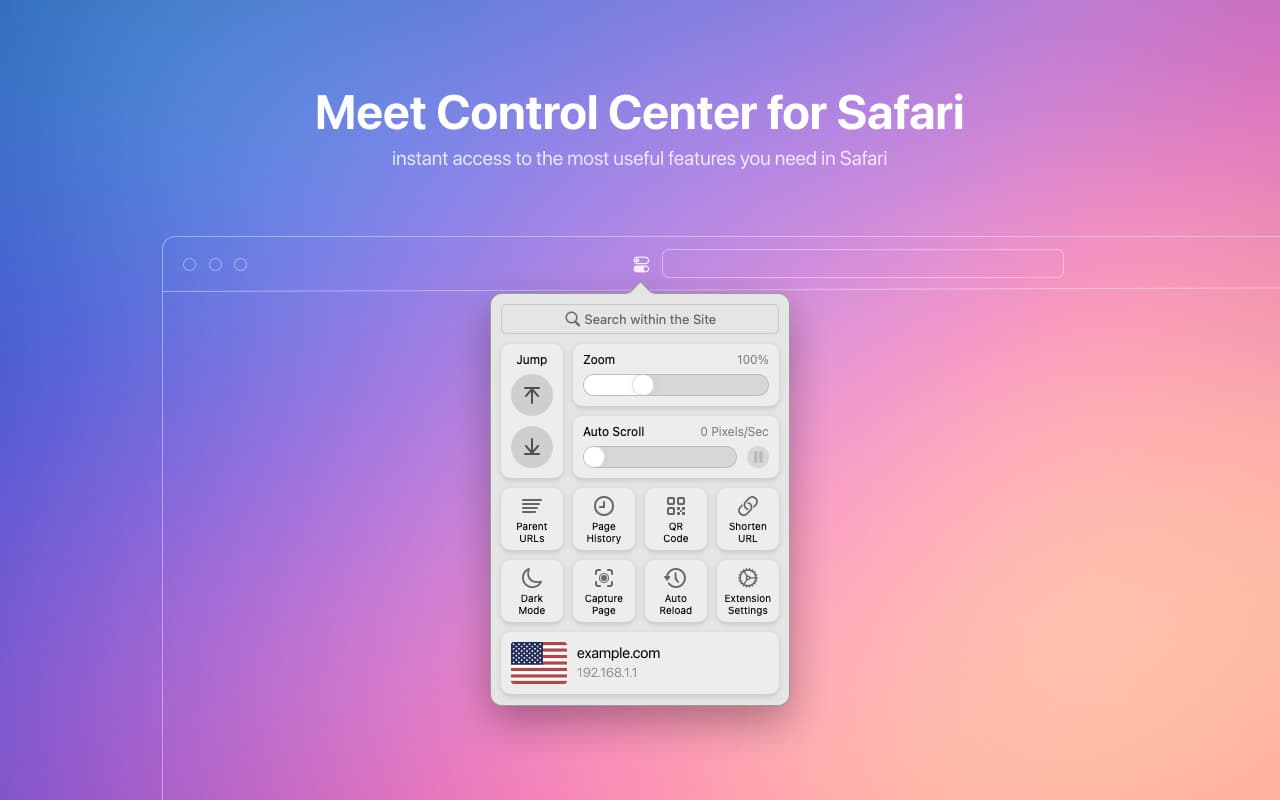 Meet Control Center for Safari
instant access to the most useful features you need in Safari
Search within the Site
Jump
Zoom
100%
Auto Scroll
0 Pixels/Sec
Parent
URLs
Page
History
QR
Code
Shorten
URL
Dark
Mode
Capture
Page
Auto
Reload
Extension
Settings
example.com
192.168.1.1